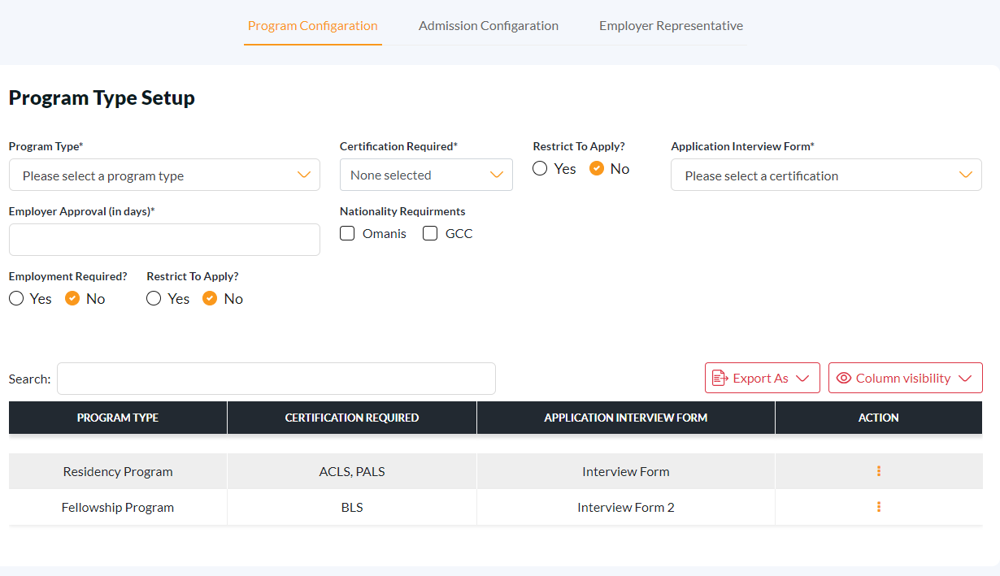 Program Configaration Admission Configaration Employer Representative
Program Type Setup
Program Type* Certification Required* Restrict To Apply? Application Interview Form*
Please select a program type None selected Yes No Please select a certification
Employer Approval (in days)* Nationality Requirments
Omanis GCC
Employment Required? Restrict To Apply?
Yes No Yes No
Search: Export As Column visibility
PROGRAM TYPE CERTIFICATION REQUIRED APPLICATION INTERVIEW FORM ACTION
Residency Program ACLS, PALS Interview Form
Fellowship Program BLS Interview Form 2